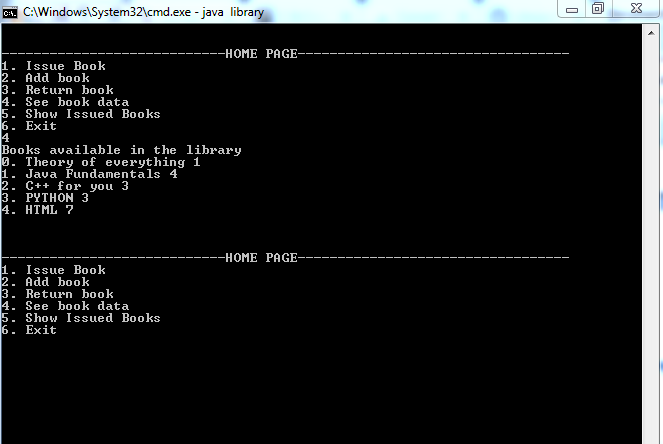 C:\Windows\System32\cmd.exe - java  library
----------------------------HOME PAGE----------------------------------
1. Issue Book
2. Add book
3. Return book
4. See book data
5. Show Issued Books
6. Exit
4
Books available in the library
0. Theory of everything 1
1. Java Fundamentals 4
2. C++ for you 3
3. PYTHON 3
4. HTML 7
----------------------------HOME PAGE----------------------------------
1. Issue Book
2. Add book
3. Return book
4. See book data
5. Show Issued Books
6. Exit